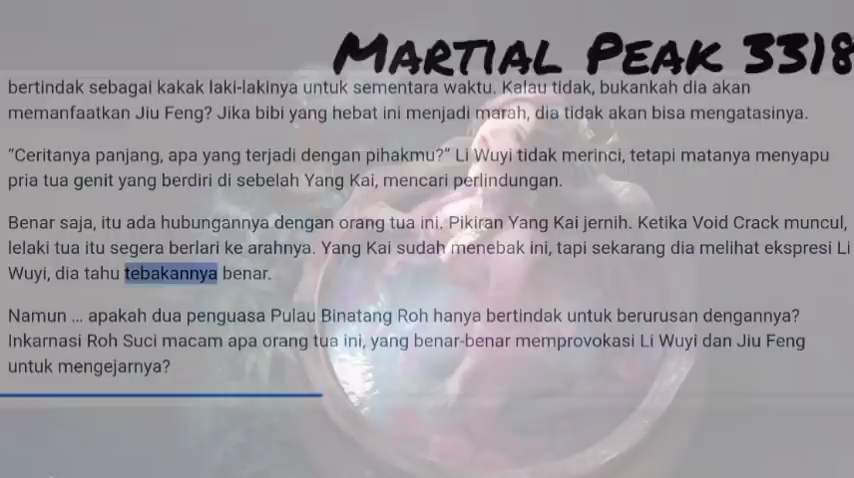 MARTIAL PEAK 3318
bertindak sebagai kakak laki-lakinya untuk sementara waktu. Kalau tidak, bukankah dia akan
memanfaatkan Jiu Feng? Jika bibi yang hebat ini menjadi marah, dia tidak akan bisa mengatasinya.
“Ceritanya panjang, apa yang terjadi dengan pihakmu?” Li Wuyi tidak merinci, tetapi matanya menyapu
pria tua genit yang berdiri di sebelah Yang Kai, mencari perlindungan.
Benar saja, itu ada hubungannya dengan orang tua ini. Pikiran Yang Kai jernih. Ketika Void Crack muncul,
lelaki tua itu segera berlari ke arahnya. Yang Kai sudah menebak ini, tapi sekarang dia melihat ekspresi Li
Wuyi, dia tahu tebakannya benar.
Namun ... apakah dua penguasa Pulau Binatang Roh hanya bertindak untuk berurusan dengannya?
Inkarnasi Roh Suci macam apa orang tua ini, yang benar-benar memprovokasi Li Wuyi dan Jiu Feng
untuk mengejarnya?